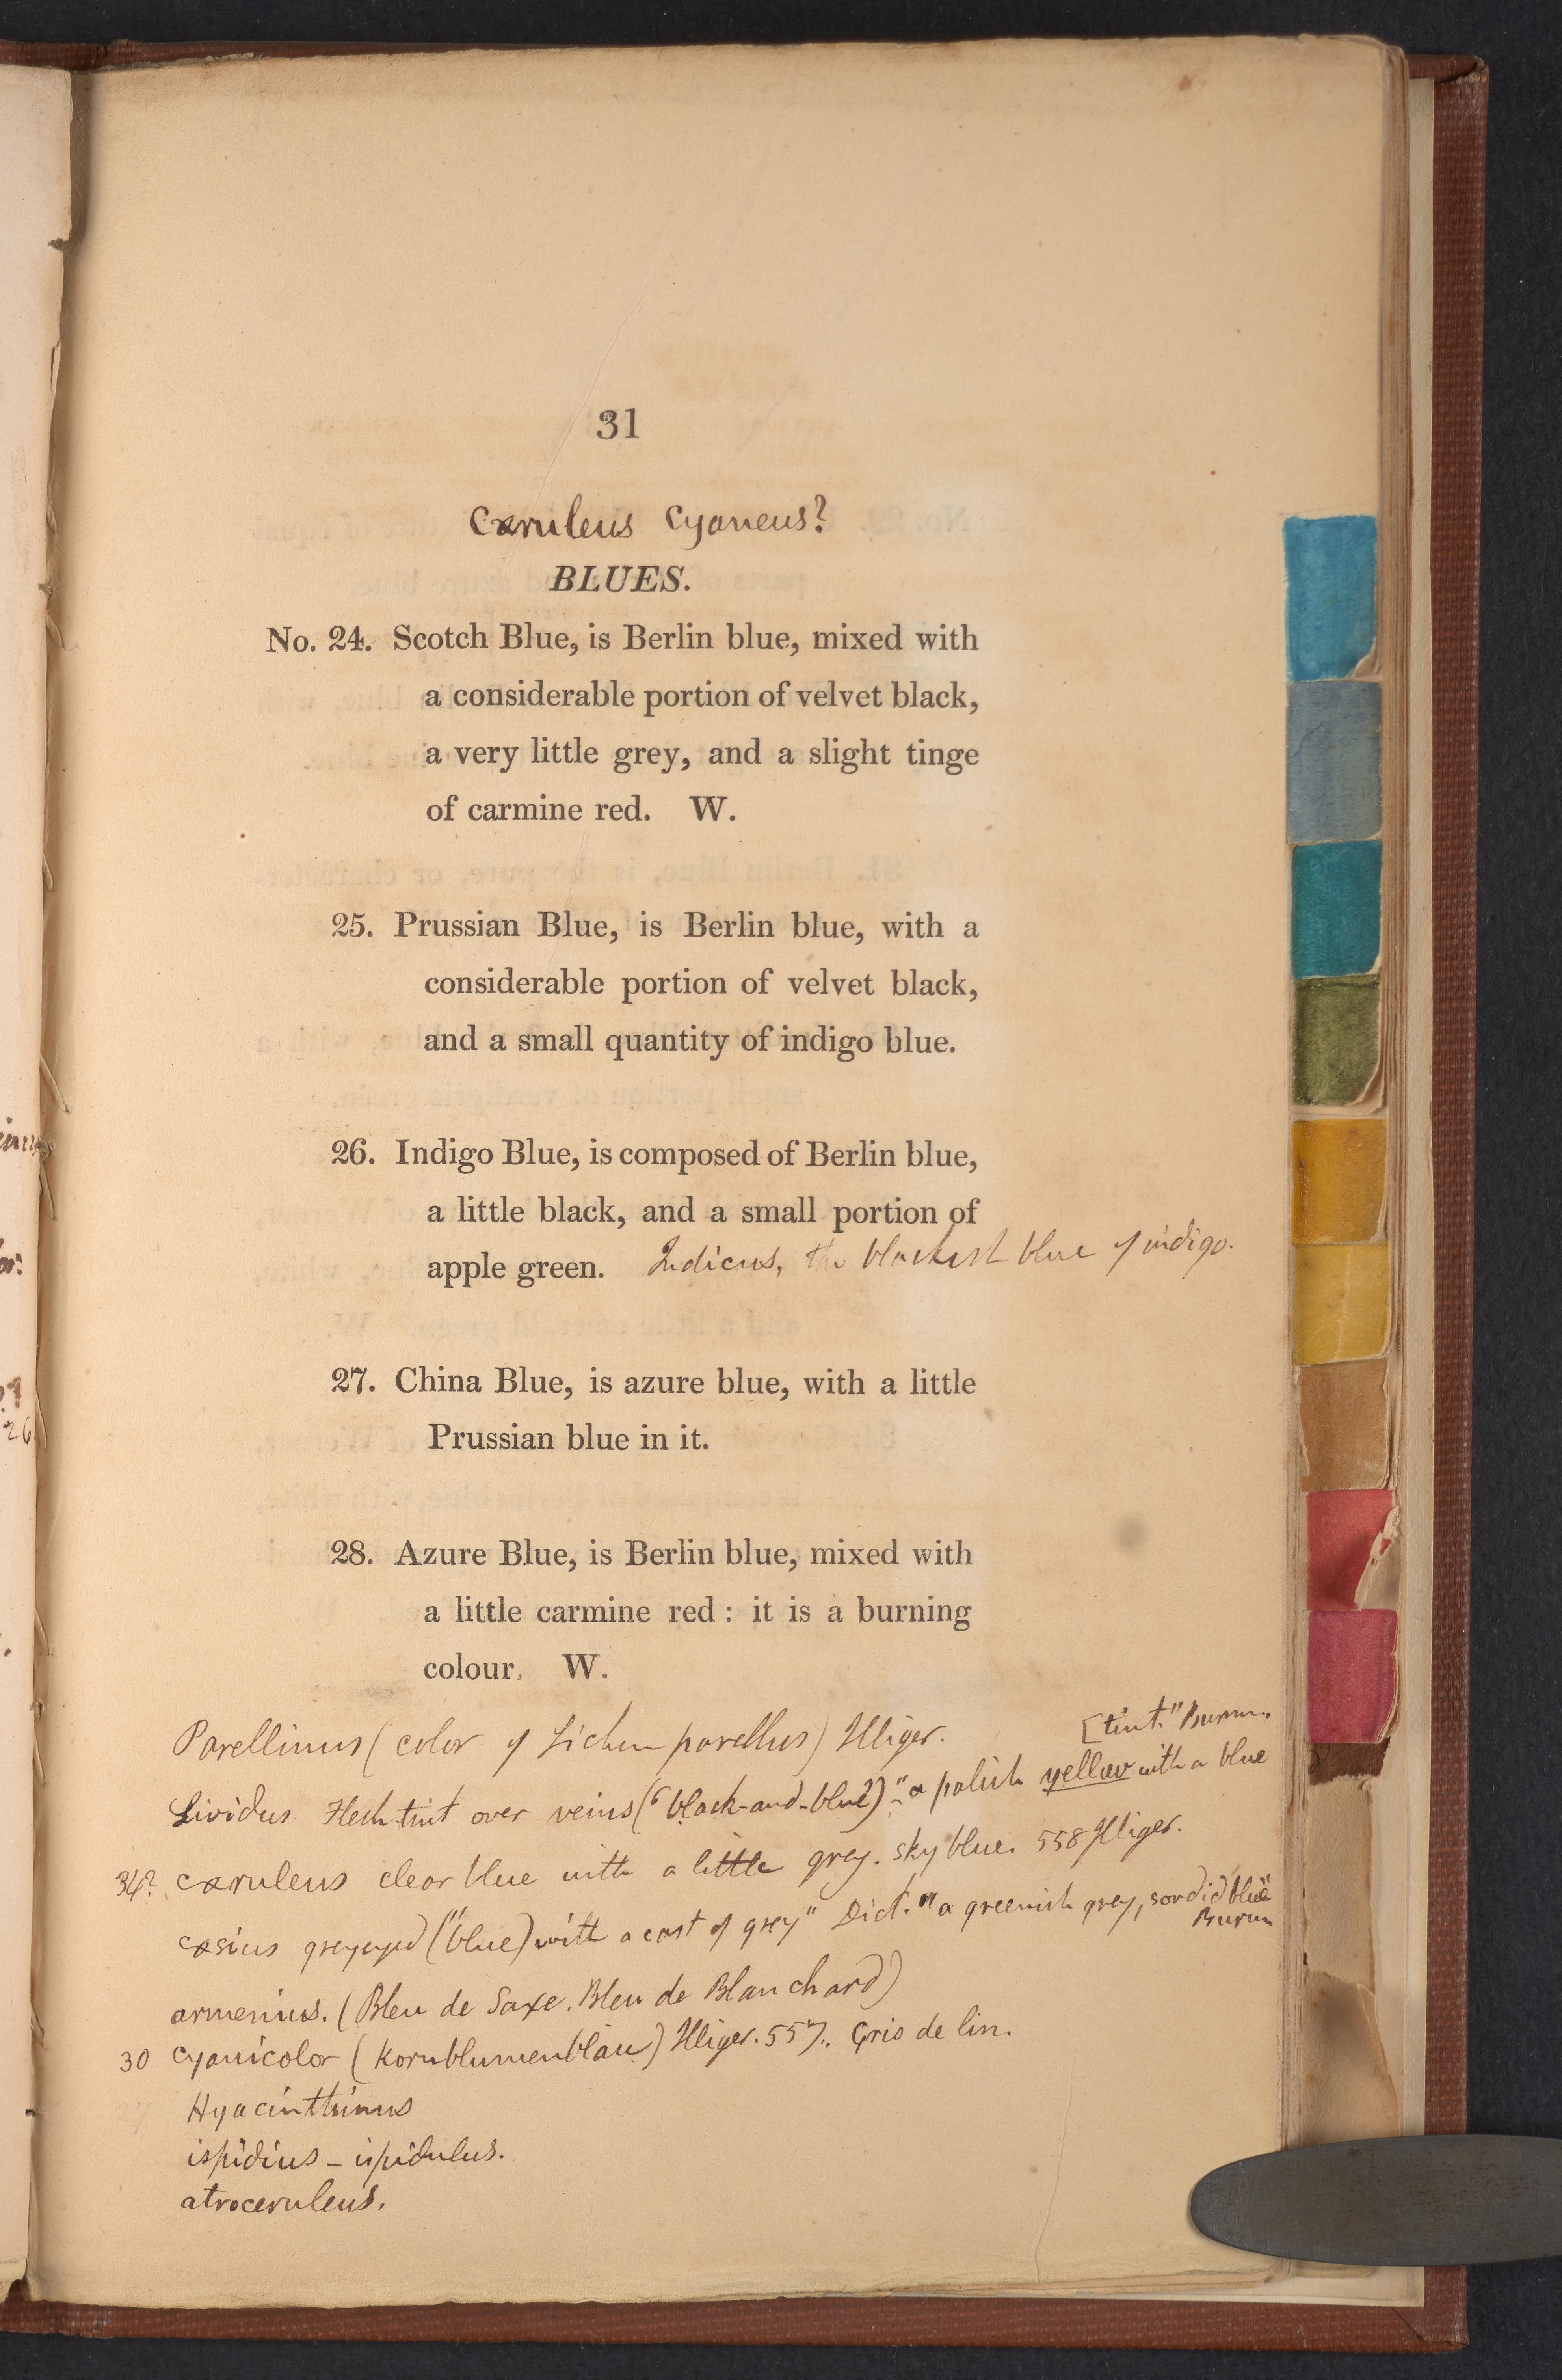 31
Cæruleus Cyaneus?
BLUES.
No. 24. Scotch Blue, is Berlin blue, mixed with
a considerable portion of velvet black,
a very little grey, and a slight tinge
of carmine red. W.
25. Prussian Blue, is Berlin blue, with a
considerable portion of velvet black,
and a small quantity of indigo blue.
26. Indigo Blue, is composed of Berlin blue,
a little black, and a small portion of
apple green. Indicus, the blackish blue of indigo.
27. China Blue, is azure blue, with a little
Prussian blue in it.
28. Azure Blue, is Berlin blue, mixed with
a little carmine red : it is a burning
colour. W.
Parellinus (color of Lichen parellus) Illiger.
[tint." Burm.
Lividus Flesh tint over veins ("black-and-blue") "a palish yellow with a blue
34? cæruleus clear blue with a little grey. sky blue. 558 Illiger.
cæsius greyeyed ("blue) with a cast of grey" Dict. "a greenish grey, sordid blue"
Burm
armenius. (Bleu de Saxe. Bleu de Blanchard)
30 cyanicolor (Kornblumenblau) Illiger. 557. Gris de lin.
27 Hyacinthinus
ispidius - ispidulus.
atroceruleus.
26